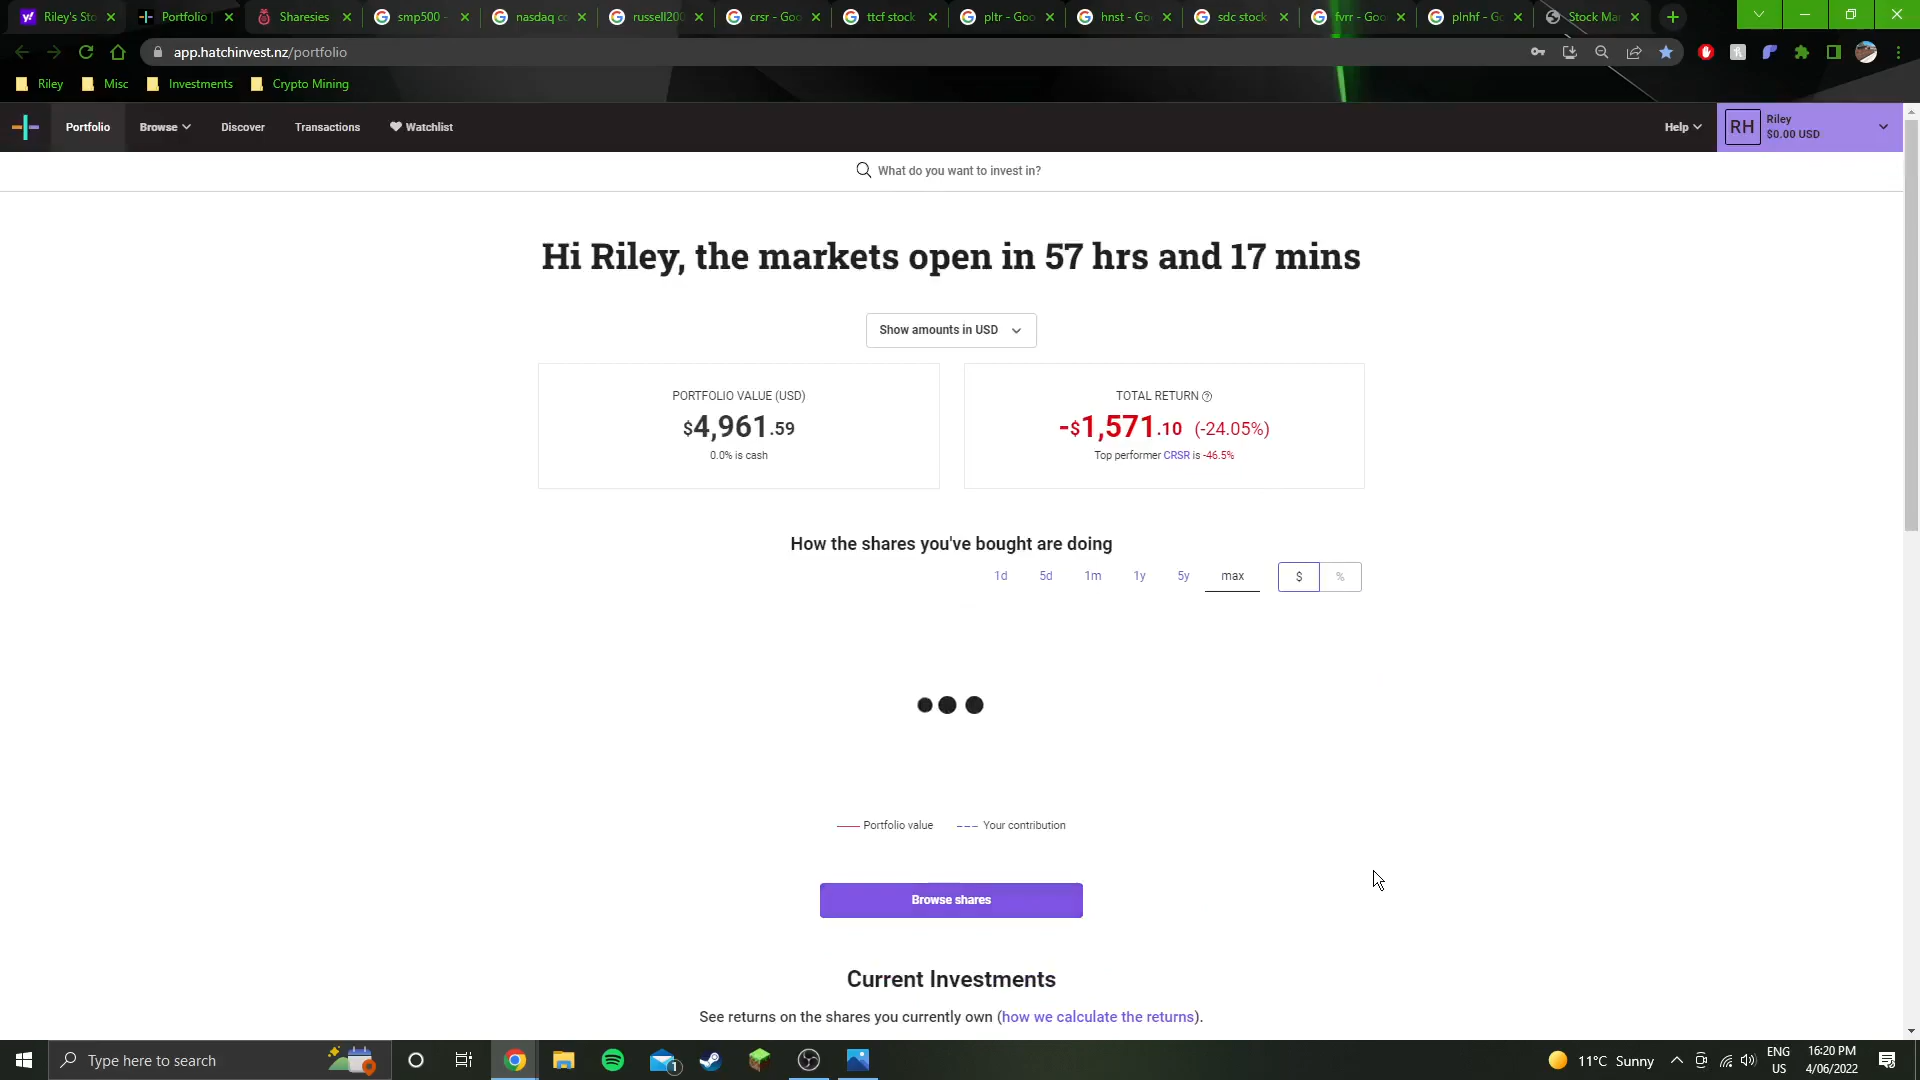 Riley's Sto
Portfolio |
Sharesies
smp500 -
nasdaq co
russell200
crsr - Goo
ttcf stock
pltr - Goo
hnst - Go
sdc stock
fvrr - Goo
plnhf - Go
Stock Mar
app.hatchinvest.nz/portfolio
Riley
Misc
Investments
Crypto Mining
Portfolio
Browse
Discover
Transactions
Watchlist
Help
RH
Riley
$0.00 USD
What do you want to invest in?
Hi Riley, the markets open in 57 hrs and 17 mins
Show amounts in USD
PORTFOLIO VALUE (USD)
$4,961.59
0.0% is cash
TOTAL RETURN
-$1,571.10 (-24.05%)
Top performer CRSR is -46.5%
How the shares you've bought are doing
1d 5d 1m 1y 5y max $ %
Portfolio value
Your contribution
Browse shares
Current Investments
See returns on the shares you currently own (how we calculate the returns).
Type here to search
1
11°C Sunny
ENG
US
16:20 PM
4/06/2022